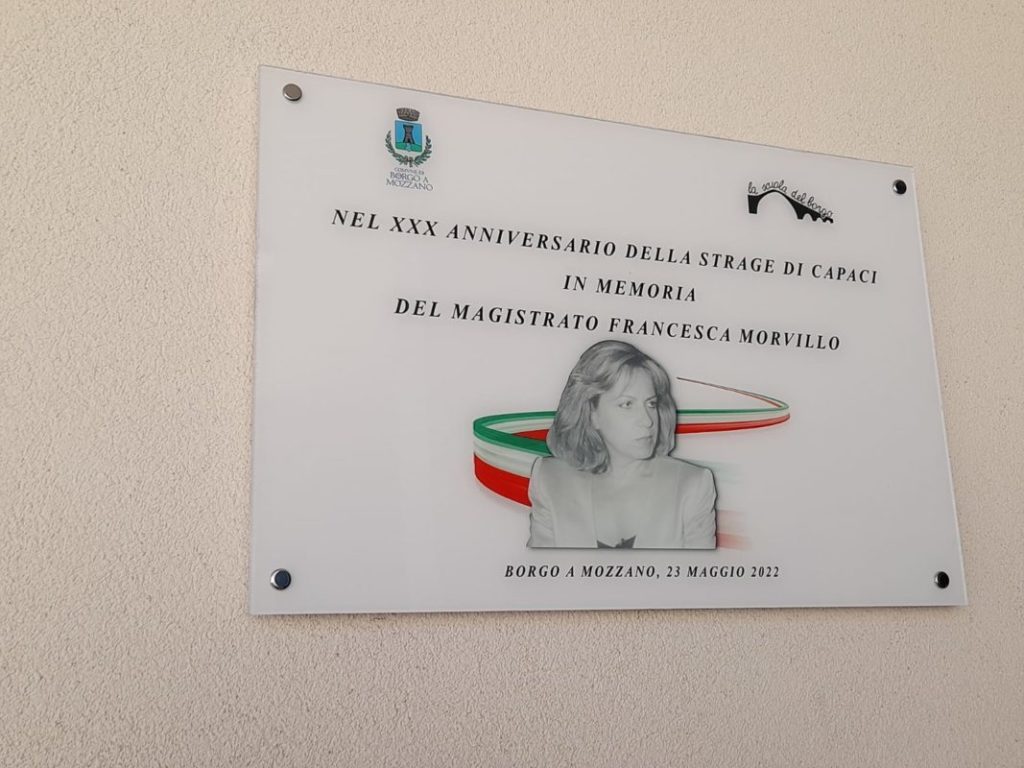 COMUNE DI
BORGO A
MOZZANO
la scuola del borgo
NEL XXX ANNIVERSARIO DELLA STRAGE DI CAPACI
IN MEMORIA
DEL MAGISTRATO FRANCESCA MORVILLO
BORGO A MOZZANO, 23 MAGGIO 2022